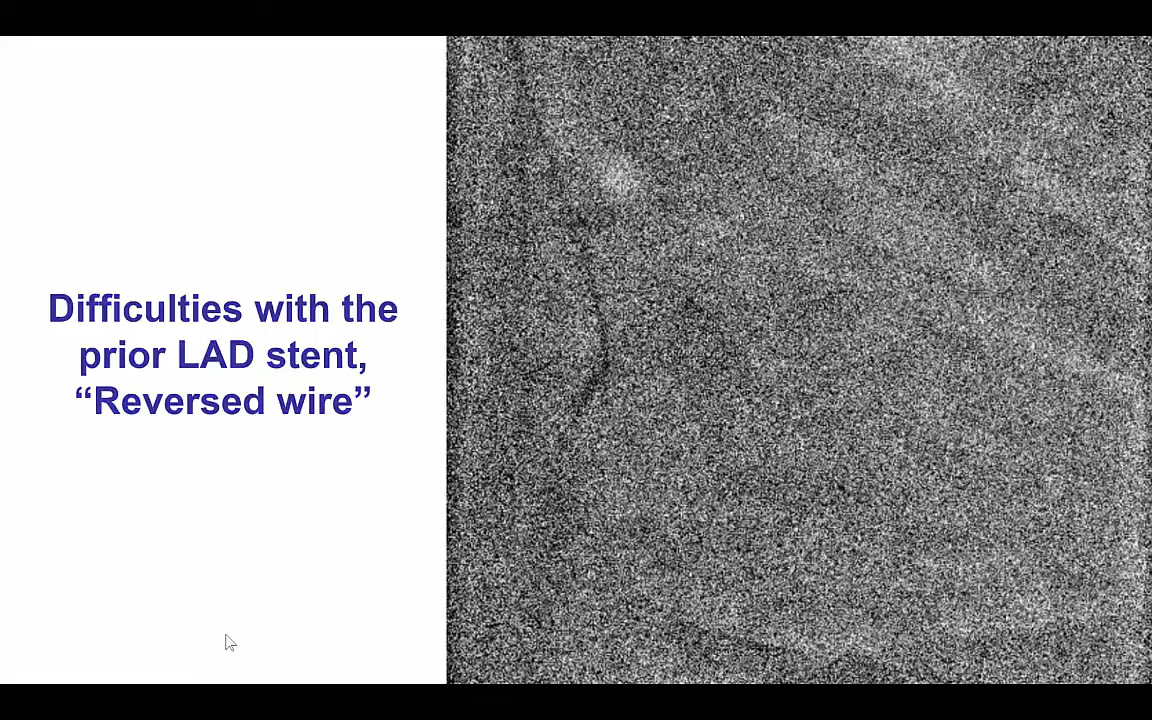 Difficulties with the
prior LAD stent,
“Reversed wire”